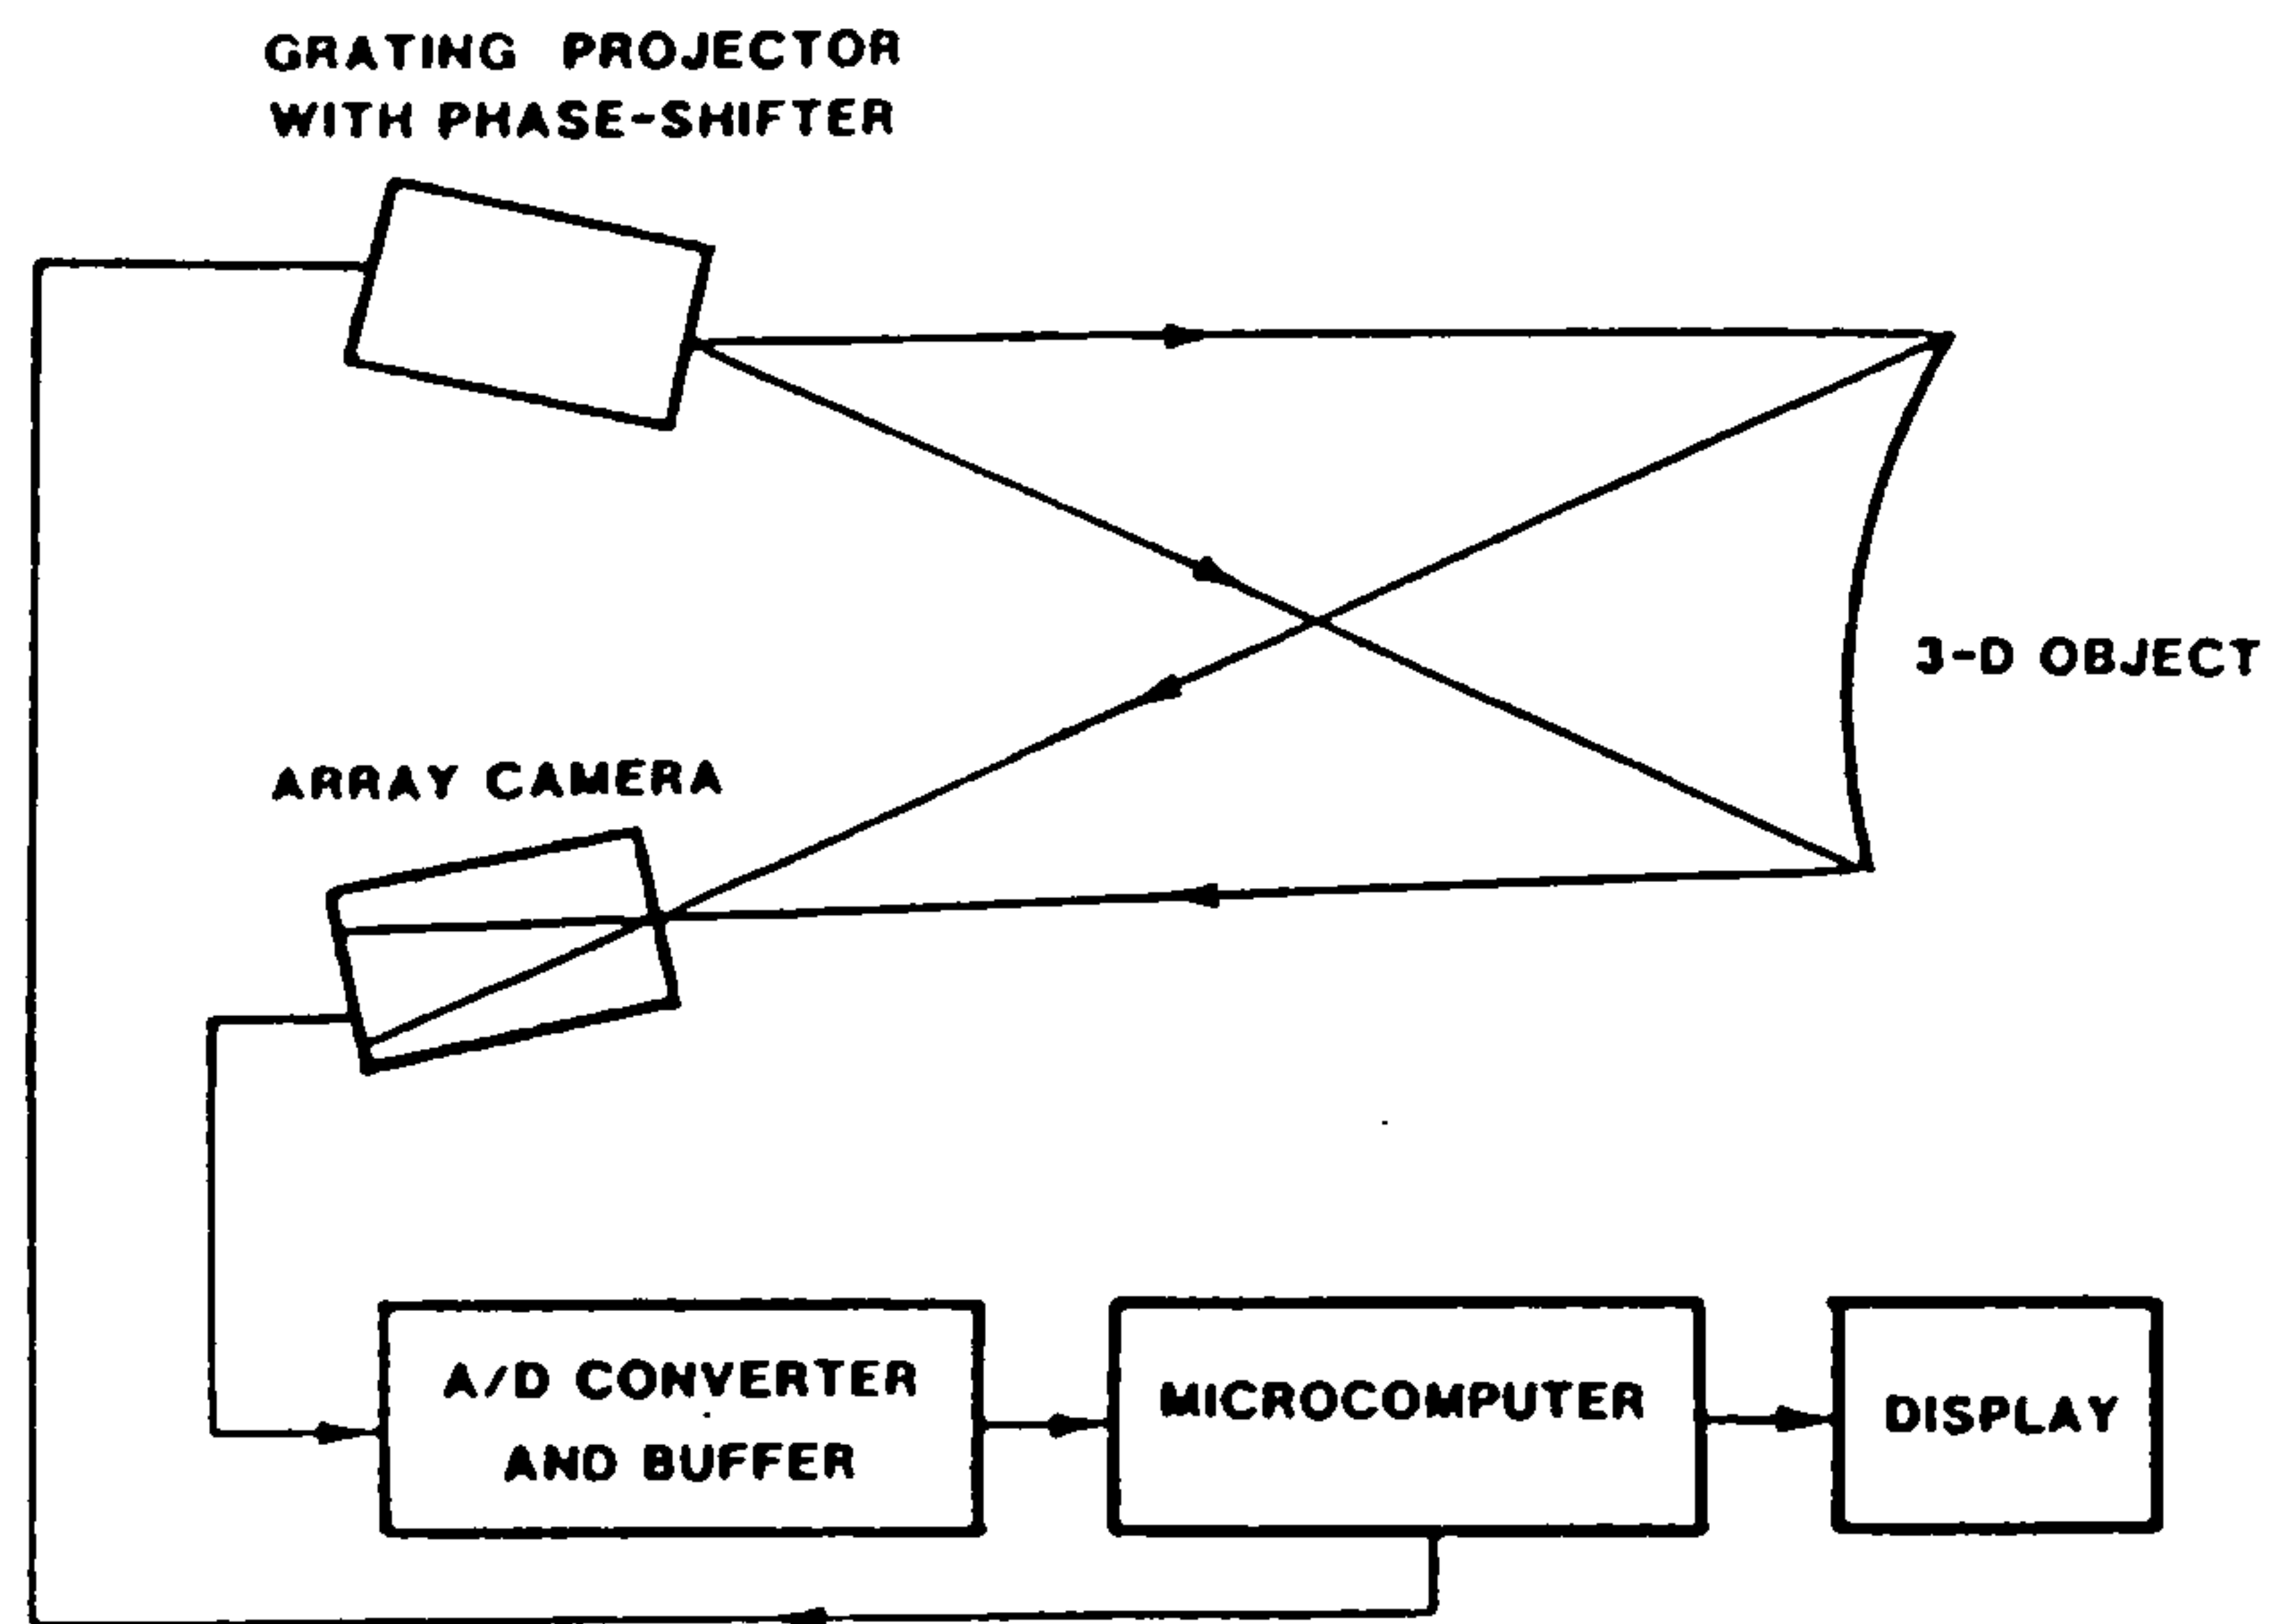 GRATING PROJECTOR
WITH PHASE-SHIFTER
3-D OBJECT
ARRAY CAMERA
A/D CONVERTER
AND BUFFER
MICROCOMPUTER
DISPLAY